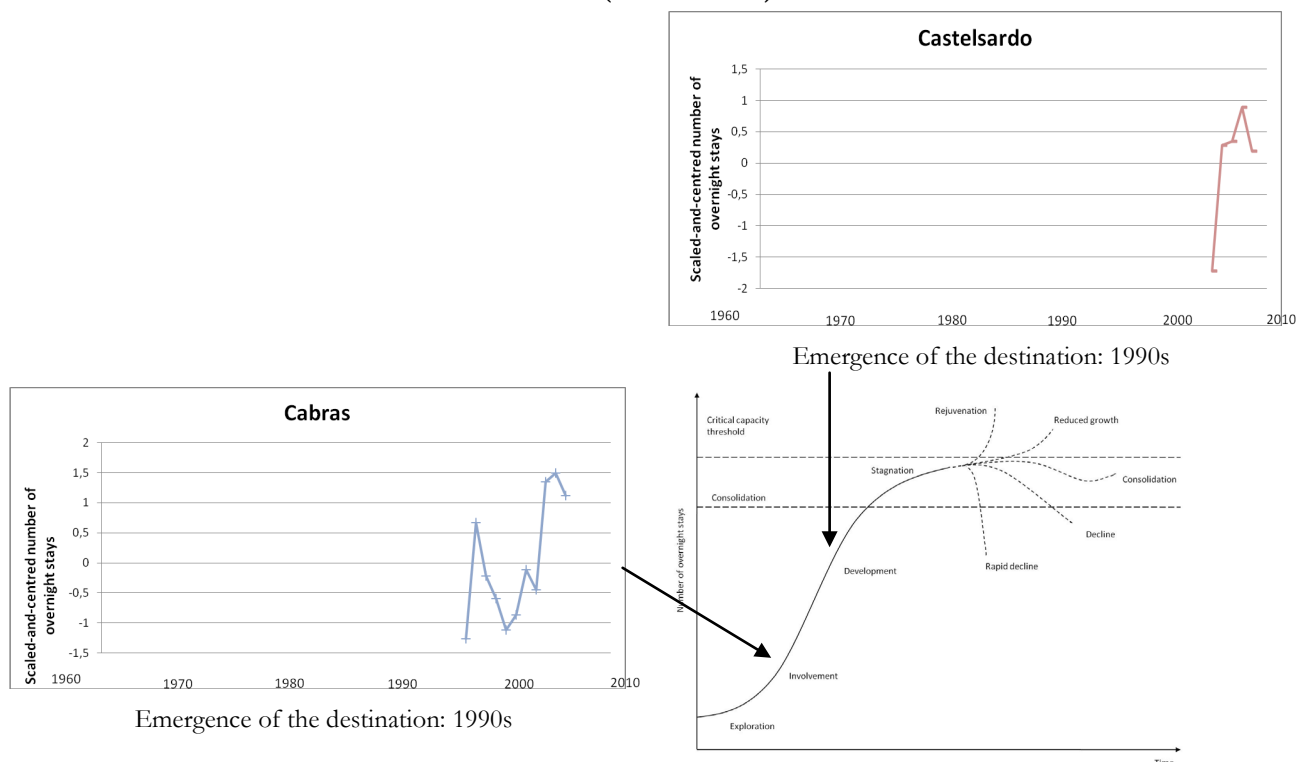 Castelsardo
Scaled-and-centred number of
overnight stays
1,5
1
0,5
0
-0,5
-1
-1,5
-2
1960
1970
1980
1990
2000
2010
Emergence of the destination: 1990s
Cabras
Scaled-and-centred number of
overnight stays
2
1,5
1
0,5
0
-0,5
-1
-1,5
1960
1970
1980
1990
2000
2010
Emergence of the destination: 1990s
Number of overnight stays
Critical capacity
threshold
Rejuvenation
Reduced growth
Stagnation
Consolidation
Consolidation
Decline
Rapid decline
Development
Involvement
Exploration
Time